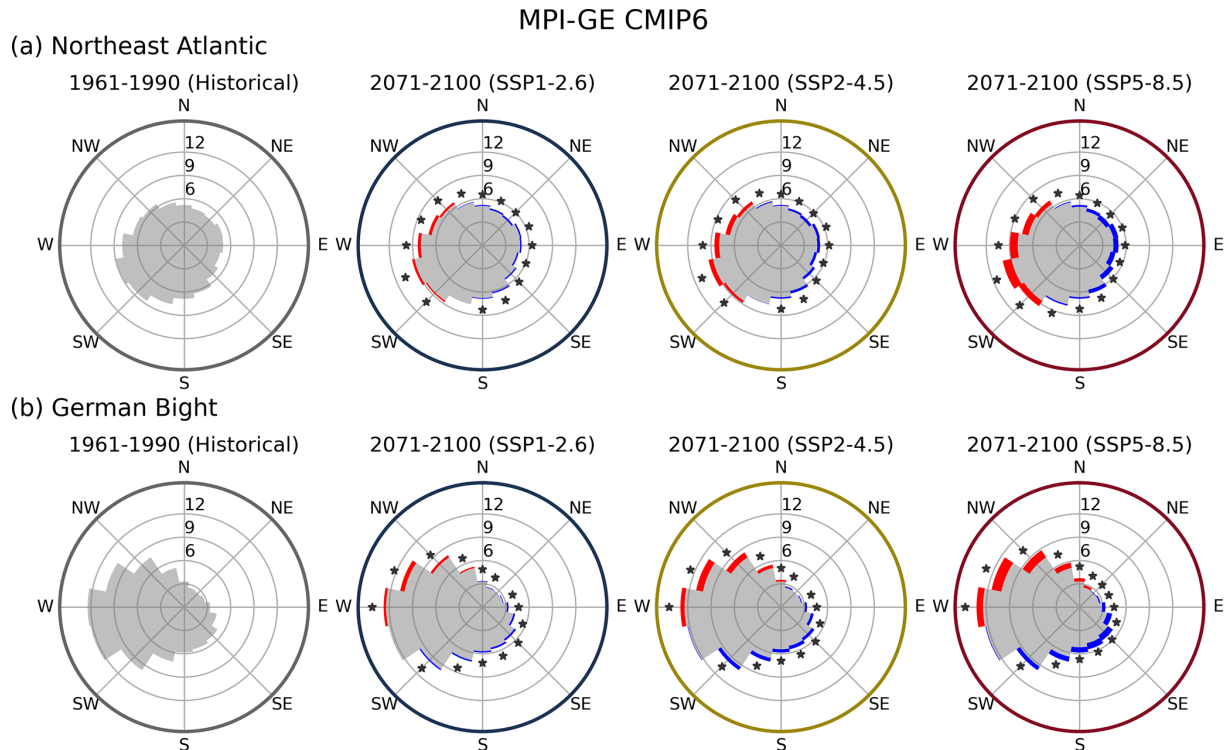 MPI-GE CMIP6
(a) Northeast Atlantic
1961-1990 (Historical) 2071-2100 (SSP1-2.6) 2071-2100 (SSP2-4.5) 2071-2100 (SSP5-8.5)
N N N N
NW NE NW NE NW NE NW NE
12 12 12 12
9 9 9 9
6 6 6 6
W E W E W E W E
SW SE SW SE SW SE SW SE
S S S S
(b) German Bight
1961-1990 (Historical) 2071-2100 (SSP1-2.6) 2071-2100 (SSP2-4.5) 2071-2100 (SSP5-8.5)
N N N N
NW NE NW NE NW NE NW NE
12 12 12 12
9 9 9 9
6 6 6 6
W E W E W E W E
SW SE SW SE SW SE SW SE
S S S S